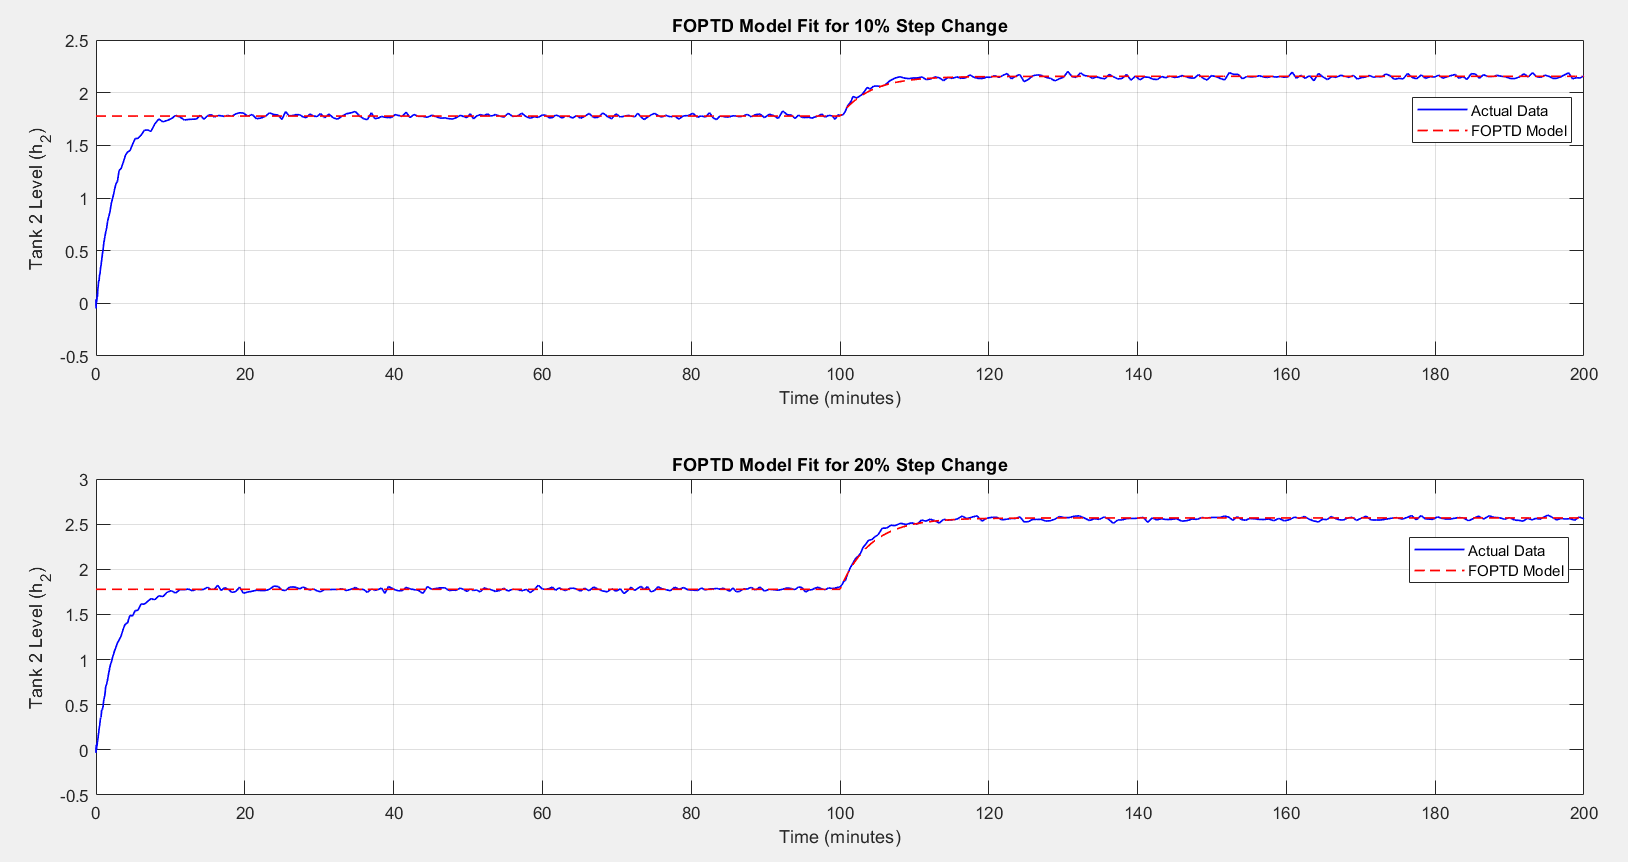 FOPTD Model Fit for 10% Step Change
2.5
2
1.5
1
0.5
0
-0.5
Tank 2 Level (h2)
Actual Data
FOPTD Model
0 20 40 60 80 100 120 140 160 180 200
Time (minutes)
FOPTD Model Fit for 20% Step Change
3
2.5
2
1.5
1
0.5
0
-0.5
Tank 2 Level (h2)
Actual Data
FOPTD Model
0 20 40 60 80 100 120 140 160 180 200
Time (minutes)